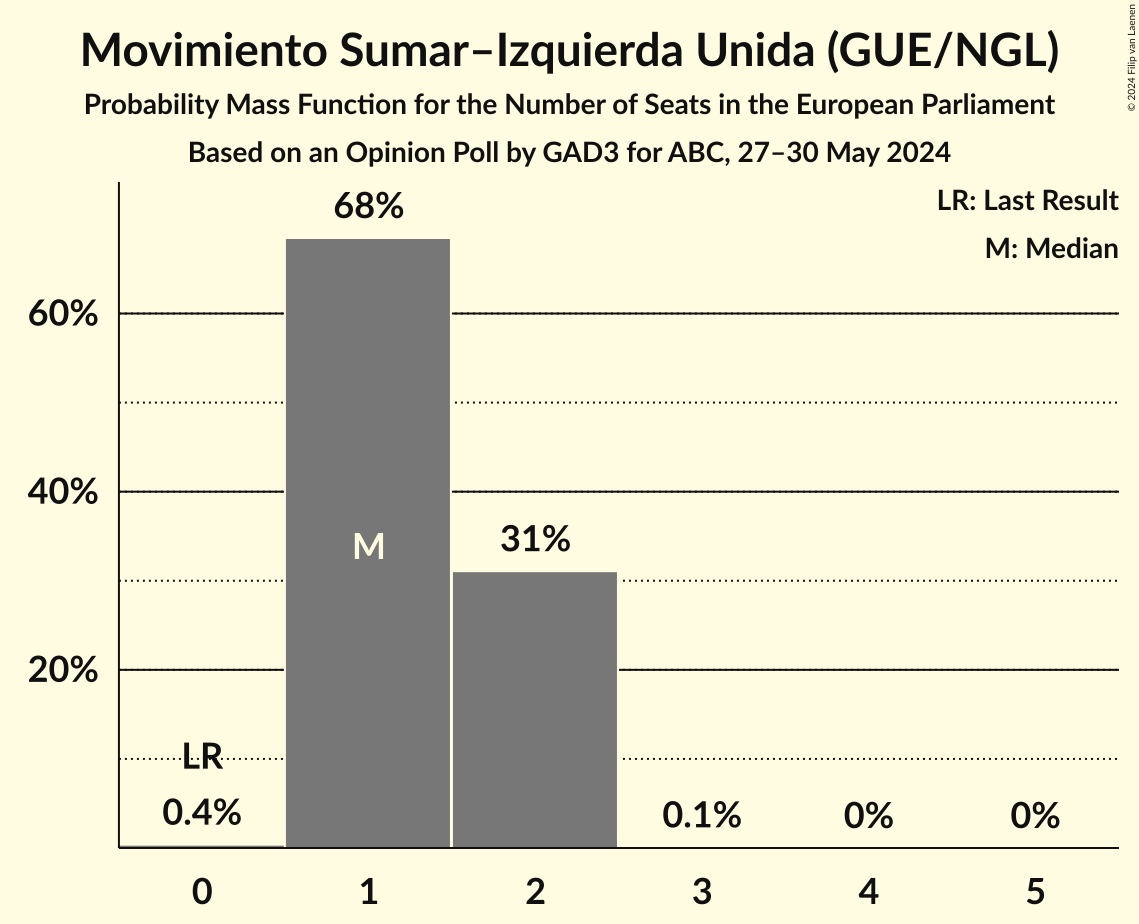 Movimiento Sumar–Izquierda Unida (GUE/NGL)
Probability Mass Function for the Number of Seats in the European Parliament
Based on an Opinion Poll by GAD3 for ABC, 27–30 May 2024
© 2024 Filip van Laenen
LR: Last Result
M: Median
68%
60%
40%
31%
M
20%
LR
0.4%
0.1%
0%
0%
0
1
2
3
4
5